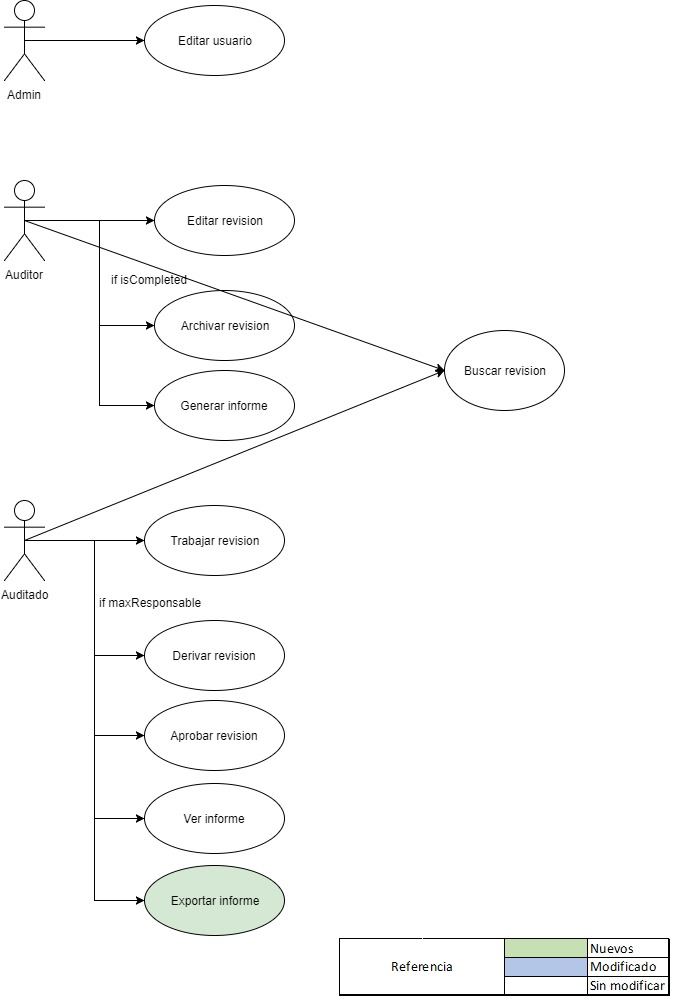 Editar usuario
Admin
Editar revision
Auditor
if isCompleted
Archivar revision
Buscar revision
Generar informe
Trabajar revision
Auditado
if maxResponsable
Derivar revision
Aprobar revision
Ver informe
Exportar informe
Referencia
Nuevos
Modificado
Sin modificar